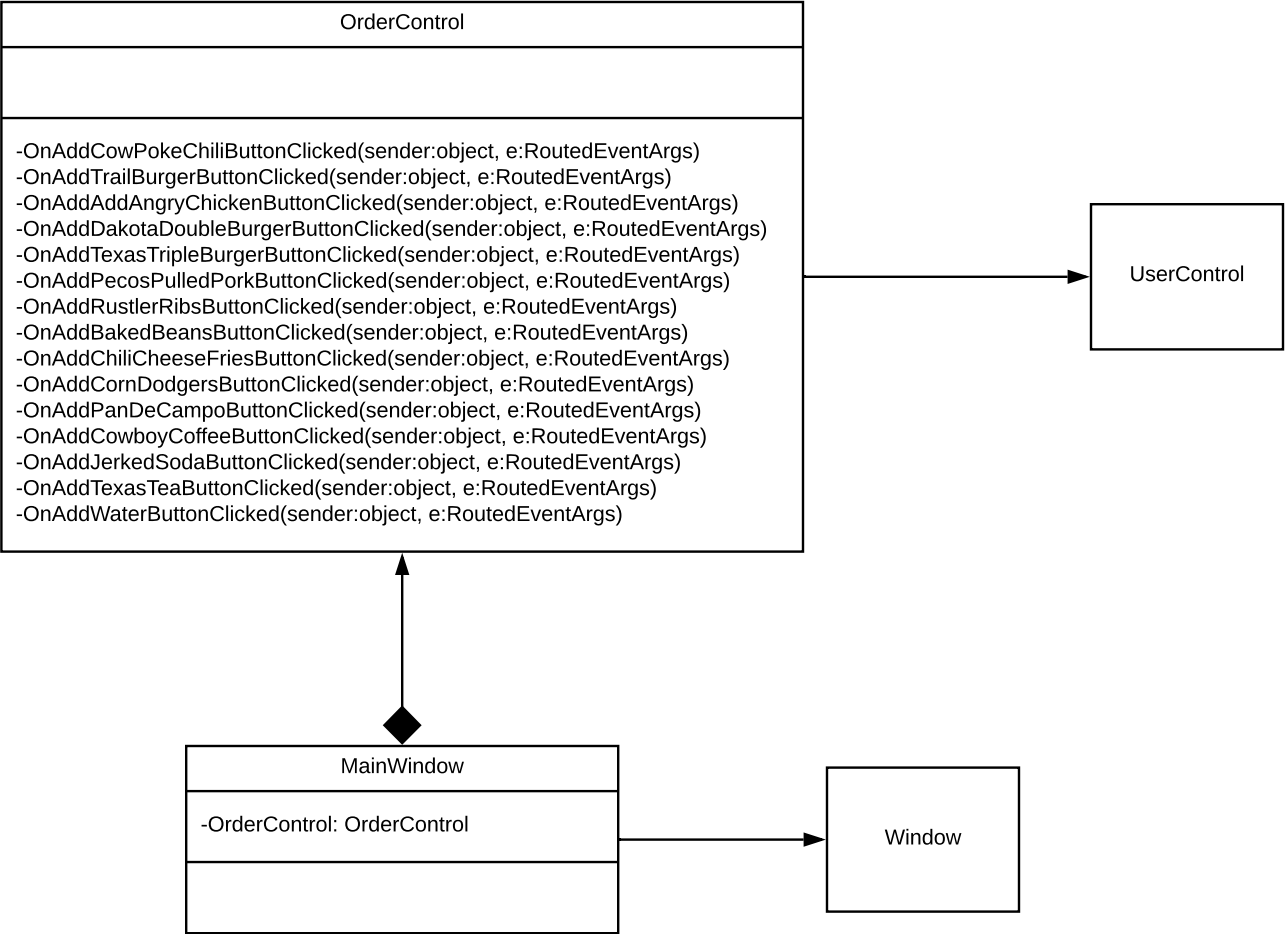 OrderControl
-OnAddCowPokeChiliButtonClicked(sender:object, e:RoutedEventArgs)
-OnAddTrailBurgerButtonClicked(sender:object, e:RoutedEventArgs)
-OnAddAddAngryChickenButtonClicked(sender:object, e:RoutedEventArgs)
-OnAddDakotaDoubleBurgerButtonClicked(sender:object, e:RoutedEventArgs)
-OnAddTexasTripleBurgerButtonClicked(sender:object, e:RoutedEventArgs)
-OnAddPecosPulledPorkButtonClicked(sender:object, e:RoutedEventArgs)
-OnAddRustlerRibsButtonClicked(sender:object, e:RoutedEventArgs)
-OnAddBakedBeansButtonClicked(sender:object, e:RoutedEventArgs)
-OnAddChiliCheeseFriesButtonClicked(sender:object, e:RoutedEventArgs)
-OnAddCornDodgersButtonClicked(sender:object, e:RoutedEventArgs)
-OnAddPanDeCampoButtonClicked(sender:object, e:RoutedEventArgs)
-OnAddCowboyCoffeeButtonClicked(sender:object, e:RoutedEventArgs)
-OnAddJerkedSodaButtonClicked(sender:object, e:RoutedEventArgs)
-OnAddTexasTeaButtonClicked(sender:object, e:RoutedEventArgs)
-OnAddWaterButtonClicked(sender:object, e:RoutedEventArgs)
UserControl
MainWindow
-OrderControl: OrderControl
Window